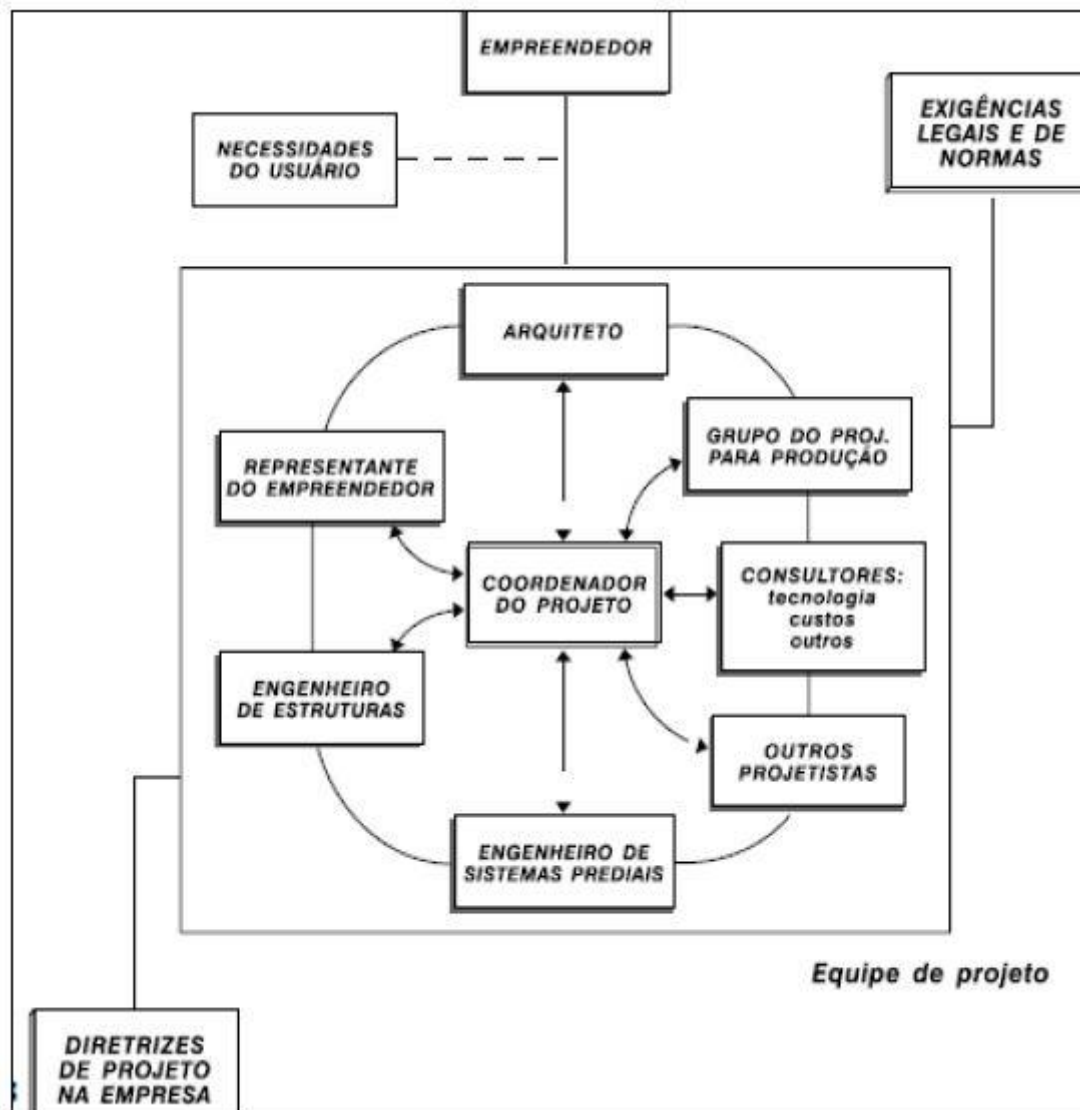 EMPREENDEDOR
NECESSIDADES
DO USUÁRIO
EXIGÊNCIAS
LEGAIS E DE
NORMAS
ARQUITETO
GRUPO DO PROJ.
PARA PRODUÇÃO
REPRESENTANTE
DO EMPREENDEDOR
COORDENADOR
DO PROJETO
CONSULTORES:
tecnologia
custos
outros
ENGENHEIRO
DE ESTRUTURAS
OUTROS
PROJETISTAS
ENGENHEIRO DE
SISTEMAS PREDIAIS
Equipe de projeto
DIRETRIZES
DE PROJETO
NA EMPRESA